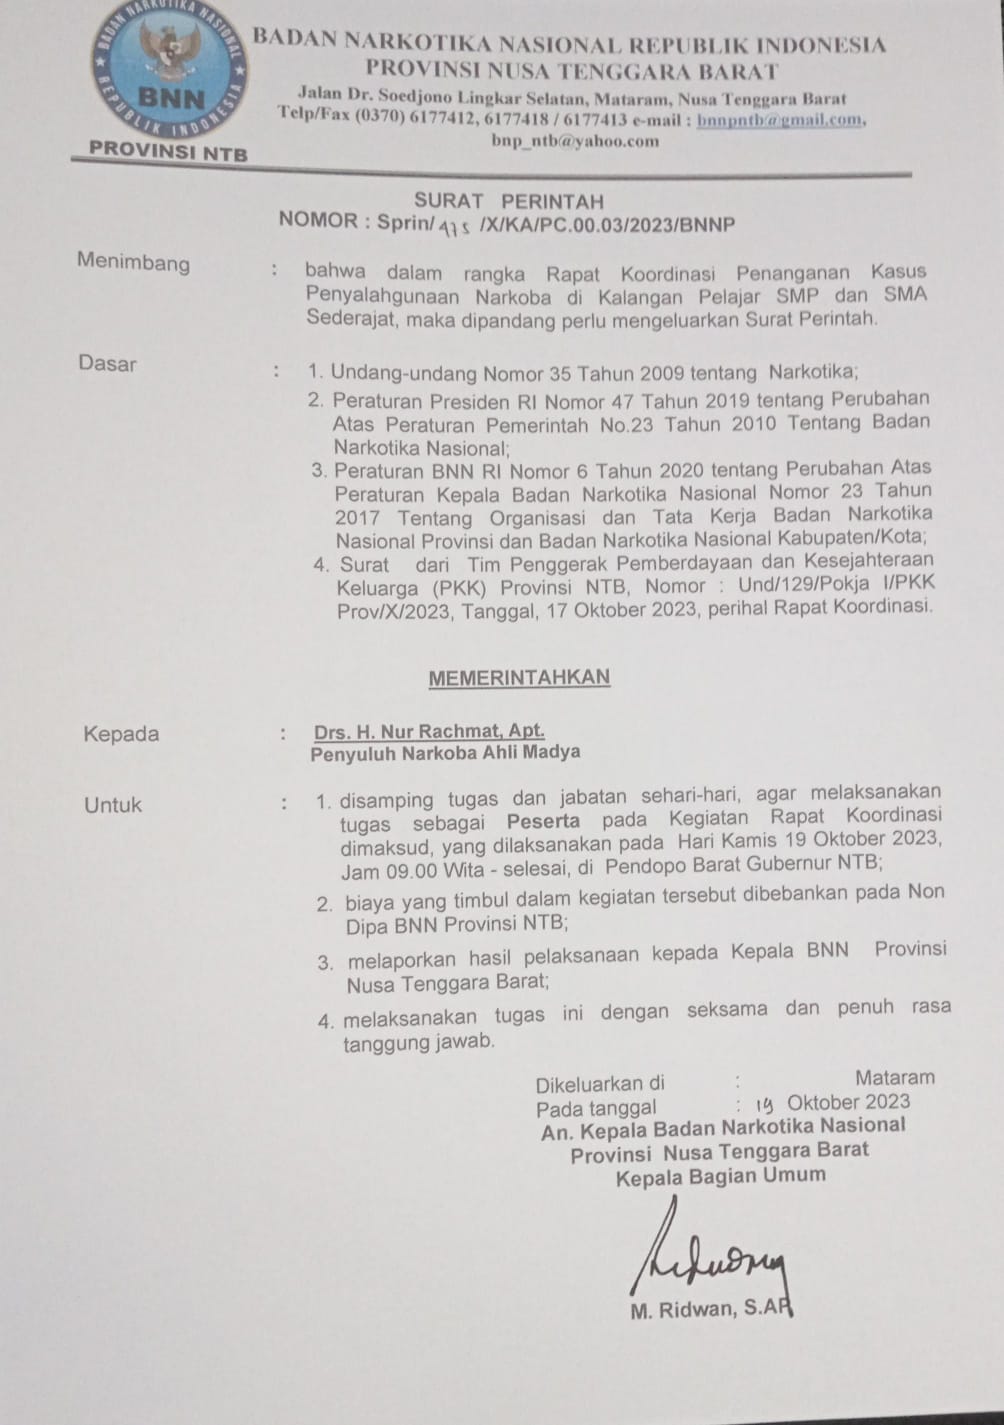 BADAN NARKOTIKA NASIONAL
REPUBLIK INDONESIA
BNN
PROVINSI NTB
BADAN NARKOTIKA NASIONAL REPUBLIK INDONESIA
PROVINSI NUSA TENGGARA BARAT
Jalan Dr. Soedjono Lingkar Selatan, Mataram, Nusa Tenggara Barat
Telp/Fax (0370) 6177412, 6177418 / 6177413 e-mail : bnnpntb@gmail.com,
bnp_ntb@yahoo.com
SURAT PERINTAH
NOMOR : Sprin/ /X/KA/PC.00.03/2023/BNNP
Menimbang : bahwa dalam rangka Rapat Koordinasi Penanganan Kasus
Penyalahgunaan Narkoba di Kalangan Pelajar SMP dan SMA
Sederajat, maka dipandang perlu mengeluarkan Surat Perintah.
Dasar : 1. Undang-undang Nomor 35 Tahun 2009 tentang Narkotika;
2. Peraturan Presiden RI Nomor 47 Tahun 2019 tentang Perubahan
Atas Peraturan Pemerintah No.23 Tahun 2010 Tentang Badan
Narkotika Nasional;
3. Peraturan BNN RI Nomor 6 Tahun 2020 tentang Perubahan Atas
Peraturan Kepala Badan Narkotika Nasional Nomor 23 Tahun
2017 Tentang Organisasi dan Tata Kerja Badan Narkotika
Nasional Provinsi dan Badan Narkotika Nasional Kabupaten/Kota;
4. Surat dari Tim Penggerak Pemberdayaan dan Kesejahteraan
Keluarga (PKK) Provinsi NTB, Nomor : Und/129/Pokja I/PKK
Prov/X/2023, Tanggal, 17 Oktober 2023, perihal Rapat Koordinasi.
MEMERINTAHKAN
Kepada : Drs. H. Nur Rachmat, Apt.
Penyuluh Narkoba Ahli Madya
Untuk : 1. disamping tugas dan jabatan sehari-hari, agar melaksanakan
tugas sebagai Peserta pada Kegiatan Rapat Koordinasi
dimaksud, yang dilaksanakan pada Hari Kamis 19 Oktober 2023,
Jam 09.00 Wita - selesai, di Pendopo Barat Gubernur NTB;
2. biaya yang timbul dalam kegiatan tersebut dibebankan pada Non
Dipa BNN Provinsi NTB;
3. melaporkan hasil pelaksanaan kepada Kepala BNN Provinsi
Nusa Tenggara Barat;
4. melaksanakan tugas ini dengan seksama dan penuh rasa
tanggung jawab.
Dikeluarkan di : Mataram
Pada tanggal : 19 Oktober 2023
An. Kepala Badan Narkotika Nasional
Provinsi Nusa Tenggara Barat
Kepala Bagian Umum
M. Ridwan, S.AP